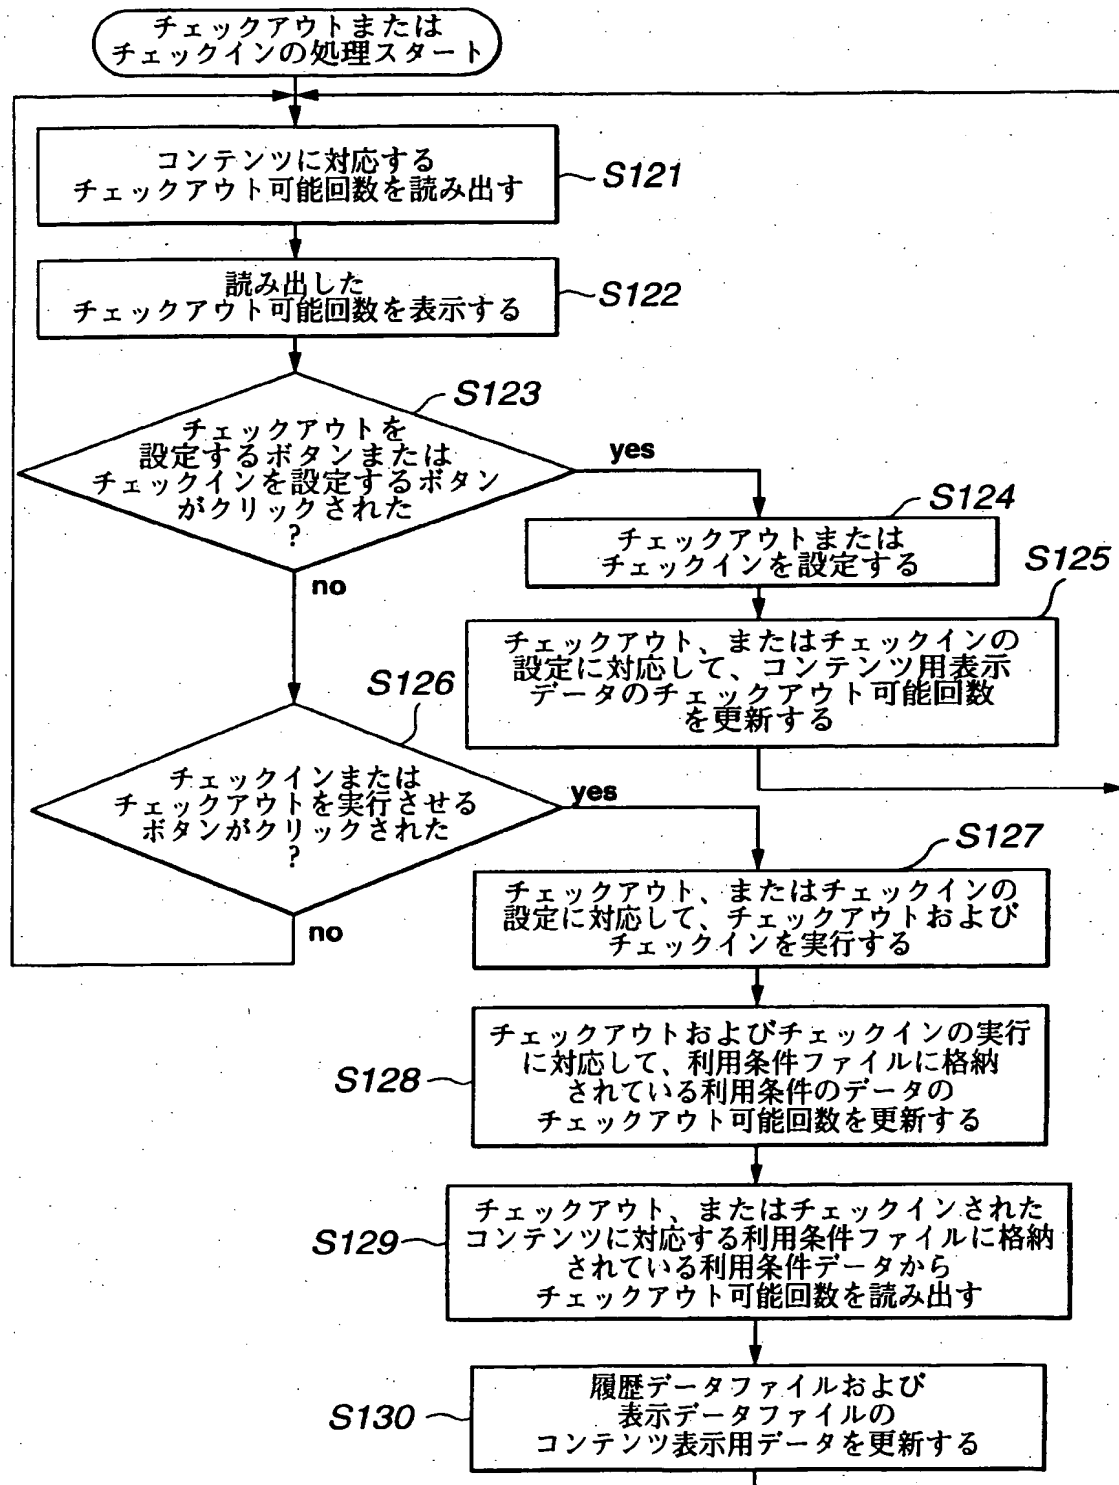 チェックアウトまたは
チェックインの処理スタート
コンテンツに対応する
チェックアウト可能回数を読み出す
S121
読み出した
チェックアウト可能回数を表示する
S122
S123
チェックアウトを
設定するボタンまたは
チェックインを設定するボタン
がクリックされた
?
yes
no
S124
チェックアウトまたは
チェックインを設定する
S125
チェックアウト、またはチェックインの
設定に対応して、コンテンツ用表示
データのチェックアウト可能回数
を更新する
S126
チェックインまたは
チェックアウトを実行させる
ボタンがクリックされた
?
yes
no
S127
チェックアウト、またはチェックインの
設定に対応して、チェックアウトおよび
チェックインを実行する
S128
チェックアウトおよびチェックインの実行
に対応して、利用条件ファイルに格納
されている利用条件のデータの
チェックアウト可能回数を更新する
S129
チェックアウト、またはチェックインされた
コンテンツに対応する利用条件ファイルに格納
されている利用条件データから
チェックアウト可能回数を読み出す
S130
履歴データファイルおよび
表示データファイルの
コンテンツ表示用データを更新する